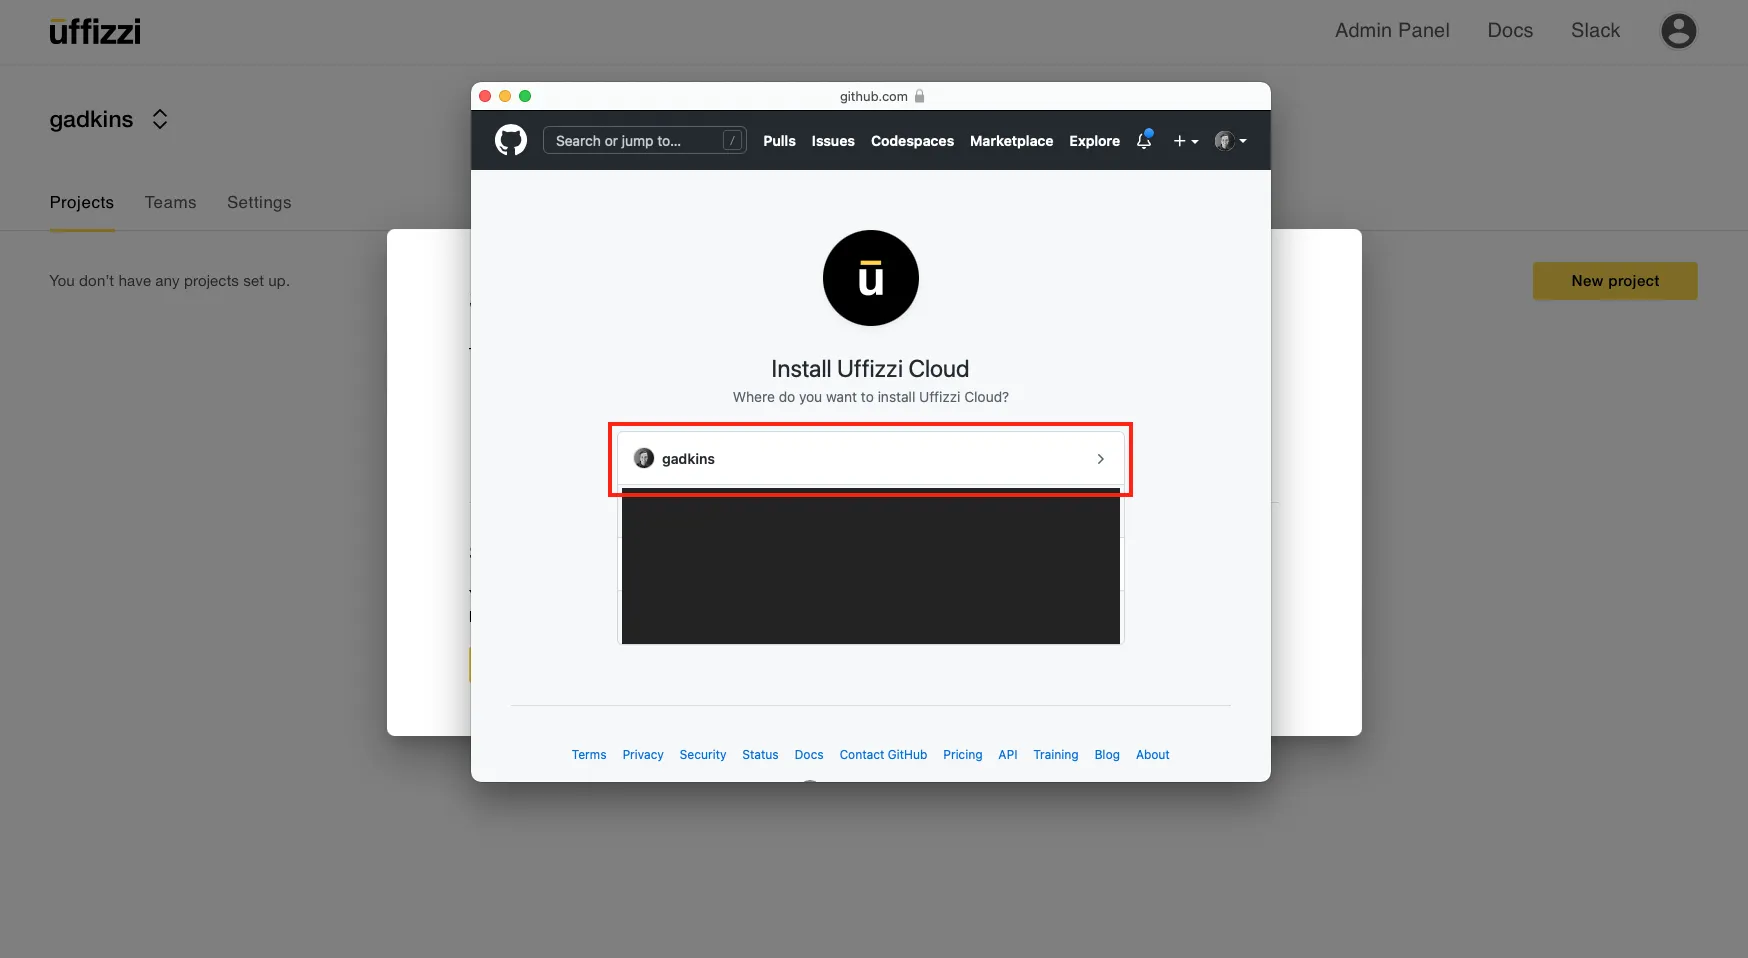 uffizzi
Admin Panel Docs Slack
gadkins
Projects Teams Settings
You don't have any projects set up.
New project
github.com
Search or jump to... /
Pulls Issues Codespaces Marketplace Explore
ū
Install Uffizzi Cloud
Where do you want to install Uffizzi Cloud?
gadkins
Terms Privacy Security Status Docs Contact GitHub Pricing API Training Blog About